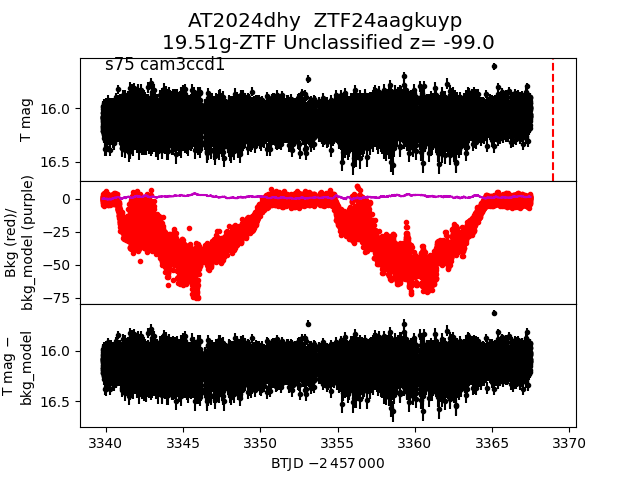 AT2024dhy  ZTF24aagkuyp
19.51g-ZTF Unclassified z= -99.0
s75 cam3ccd1
T mag
16.0
16.5
Bkg (red)/
bkg_model (purple)
0
−25
−50
−75
T mag −
bkg_model
16.0
16.5
3340 3345 3350 3355 3360 3365 3370
BTJD −2 457 000